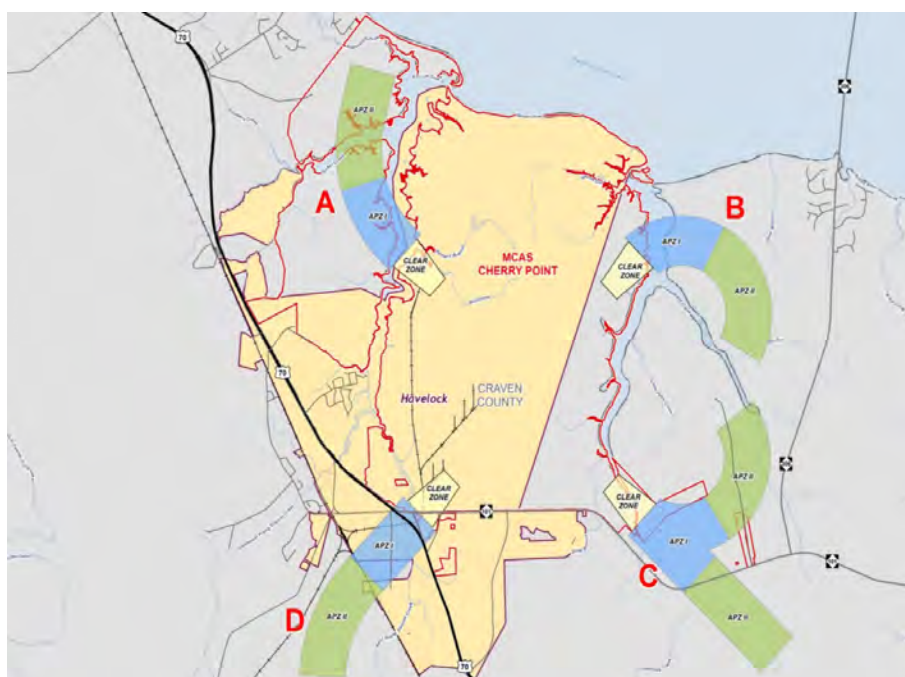 70
APZ II
A
APZ I
CLEAR
ZONE
MCAS
CHERRY POINT
B
APZ I
CLEAR
ZONE
APZ II
70
Havelock
CRAVEN
COUNTY
APZ II
CLEAR
ZONE
CLEAR
ZONE
101
APZ I
APZ I
C
D
APZ II
APZ II
70